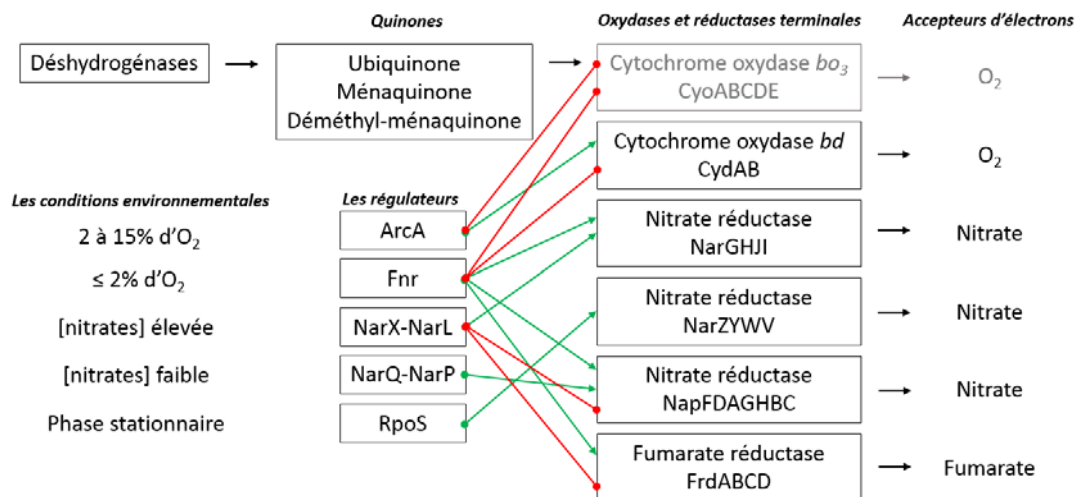 Quinones
Oxydases et réductases terminales
Accepteurs d'électrons
Déshydrogénases
Ubiquinone
Ménaquinone
Déméthyl-ménaquinone
Cytochrome oxydase bo₃
CyoABCDE
O₂
Cytochrome oxydase bd
CydAB
O₂
Les conditions environnementales
Les régulateurs
2 à 15% d'O₂
ArcA
Nitrate réductase
NarGHJI
Nitrate
≤ 2% d'O₂
Fnr
[nitrates] élevée
NarX-NarL
Nitrate réductase
NarZYWV
Nitrate
[nitrates] faible
NarQ-NarP
Nitrate réductase
NapFDAGHBC
Nitrate
Phase stationnaire
RpoS
Fumarate réductase
FrdABCD
Fumarate